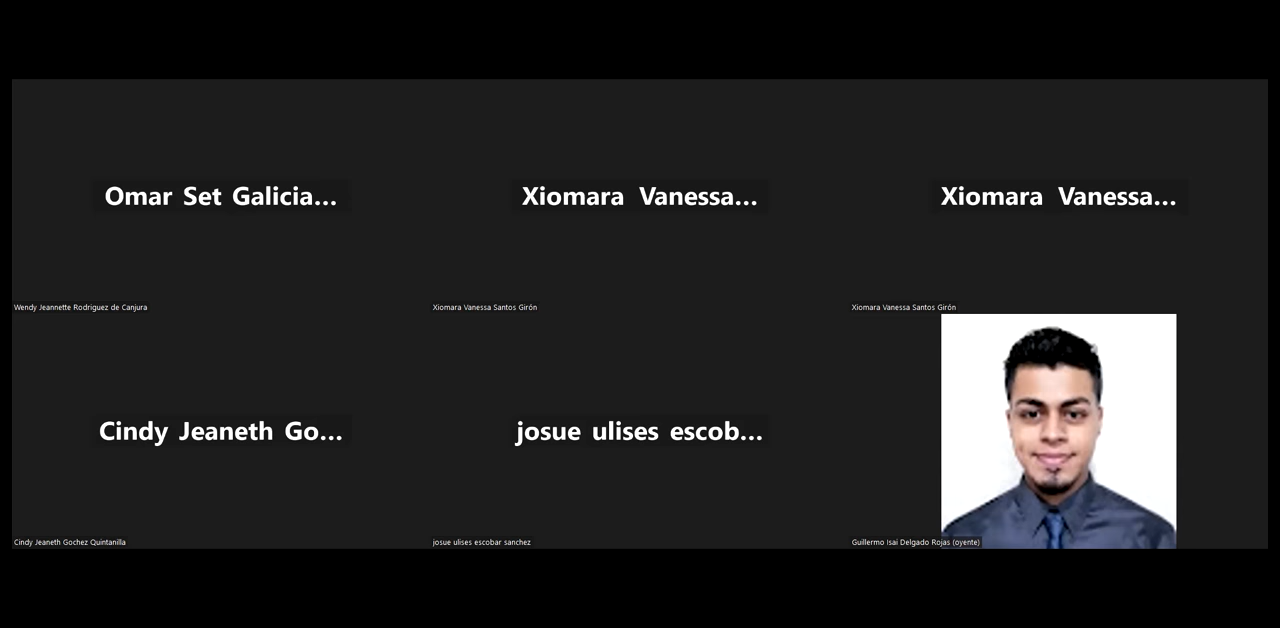 Omar Set Galicia...
Xiomara Vanessa...
Xiomara Vanessa...
Wendy Jeannette Rodriguez de Canjura
Xiomara Vanessa Santos Girón
Xiomara Vanessa Santos Girón
Cindy Jeaneth Go...
josue ulises escob...
Cindy Jeaneth Gochez Quintanilla
josue ulises escobar sanchez
Guillermo Isai Delgado Rojas (oyente)